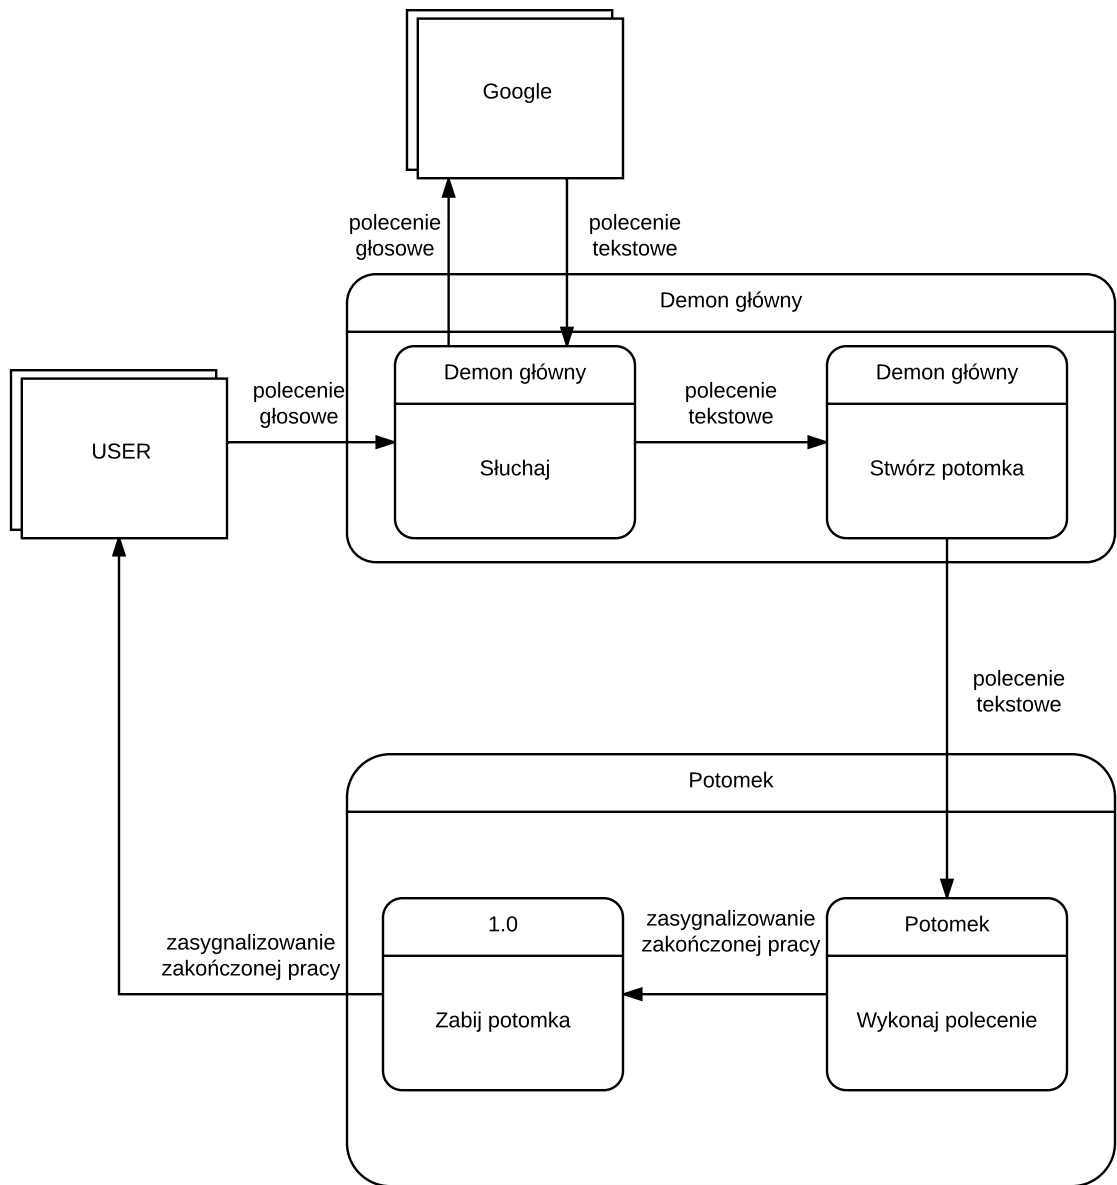 Google
polecenie
głosowe
polecenie
tekstowe
Demon główny
Demon główny
Demon główny
polecenie
głosowe
polecenie
tekstowe
USER
Słuchaj
Stwórz potomka
polecenie
tekstowe
Potomek
1.0
zasygnalizowanie
zakończonej pracy
Potomek
zasygnalizowanie
zakończonej pracy
Zabij potomka
Wykonaj polecenie